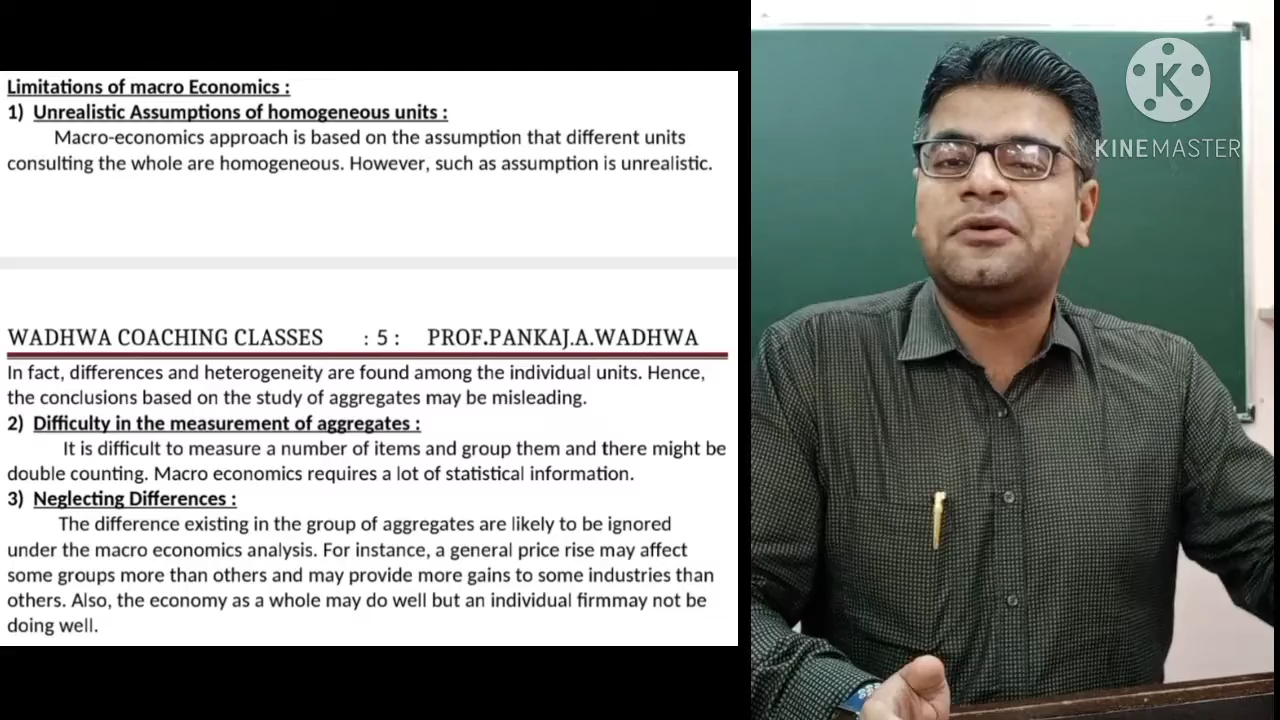 Limitations of macro Economics :
1) Unrealistic Assumptions of homogeneous units :
Macro-economics approach is based on the assumption that different units
consulting the whole are homogeneous. However, such as assumption is unrealistic.
WADHWA COACHING CLASSES : 5 : PROF.PANKAJ.A.WADHWA
In fact, differences and heterogeneity are found among the individual units. Hence,
the conclusions based on the study of aggregates may be misleading.
2) Difficulty in the measurement of aggregates :
It is difficult to measure a number of items and group them and there might be
double counting. Macro economics requires a lot of statistical information.
3) Neglecting Differences :
The difference existing in the group of aggregates are likely to be ignored
under the macro economics analysis. For instance, a general price rise may affect
some groups more than others and may provide more gains to some industries than
others. Also, the economy as a whole may do well but an individual firmmay not be
doing well.
K
KINEMASTER